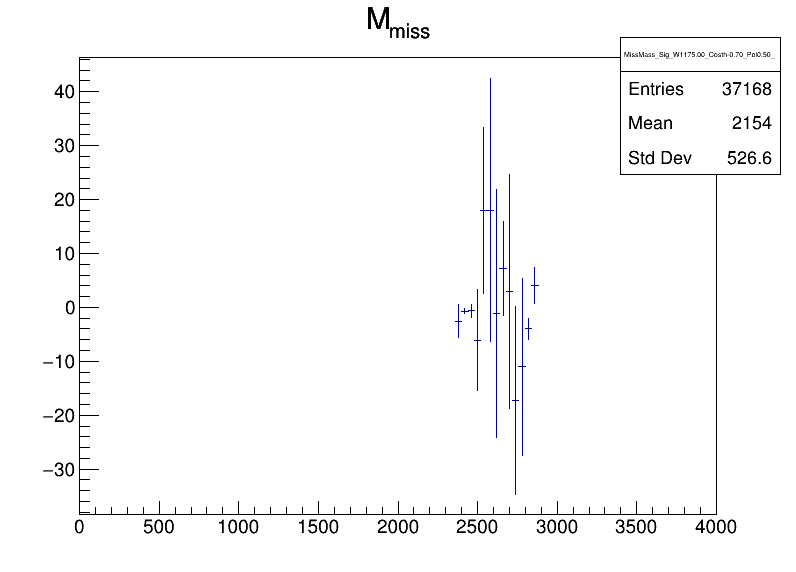 M_miss
MissMass_Sig_W1175.00_Costh-0.70_Pol0.50_
Entries 37168
Mean 2154
Std Dev 526.6
40
30
20
10
0
−10
−20
−30
0 500 1000 1500 2000 2500 3000 3500 4000